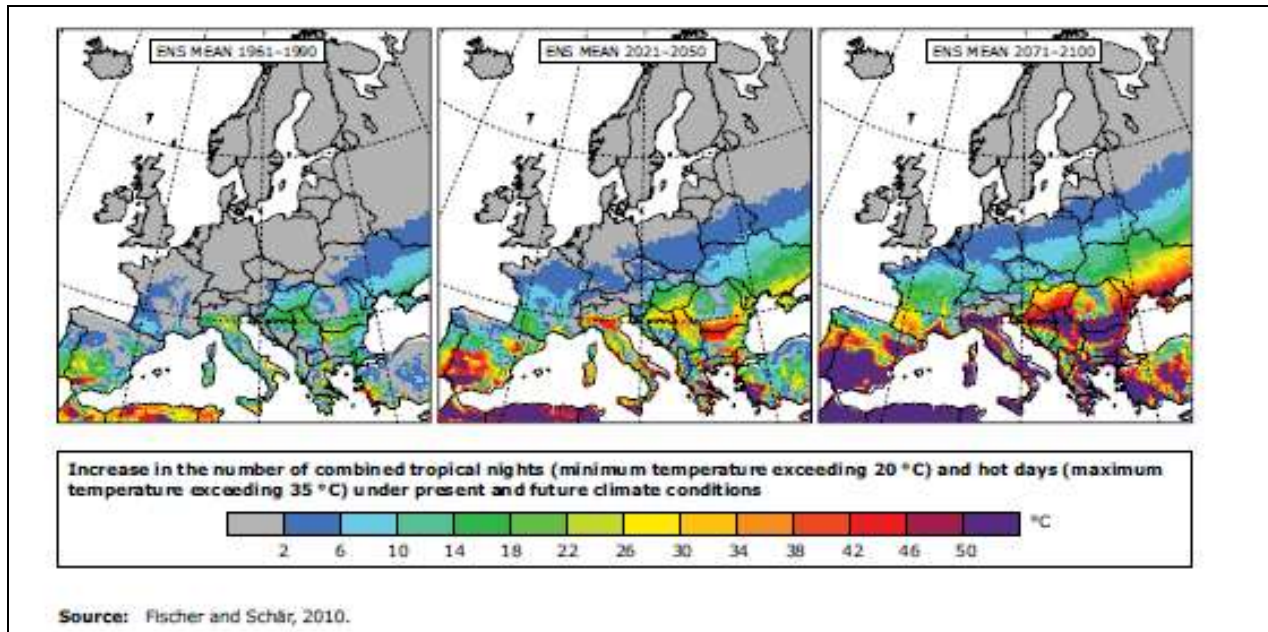 ENS MEAN 1961–1990
ENS MEAN 2021–2050
ENS MEAN 2071–2100
Increase in the number of combined tropical nights (minimum temperature exceeding 20 °C) and hot days (maximum
temperature exceeding 35 °C) under present and future climate conditions
°C
2 6 10 14 18 22 26 30 34 38 42 46 50
Source: Fischer and Schär, 2010.